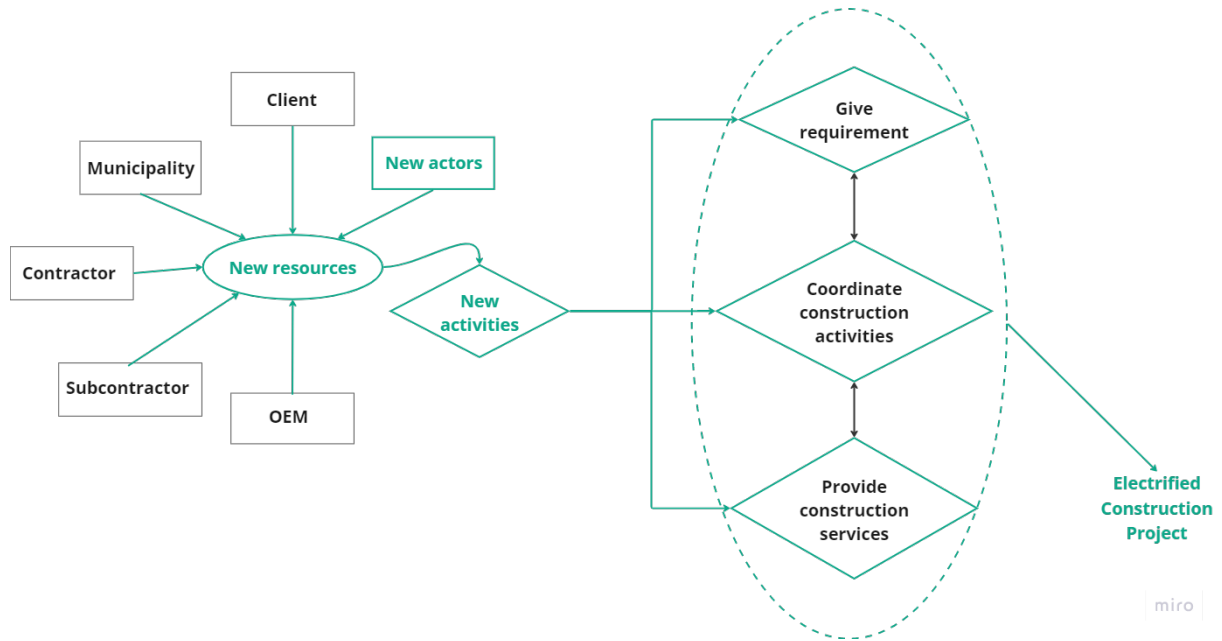 Client
Municipality
New actors
Contractor
New resources
Subcontractor
OEM
New
activities
Give
requirement
Coordinate
construction
activities
Provide
construction
services
Electrified
Construction
Project
miro